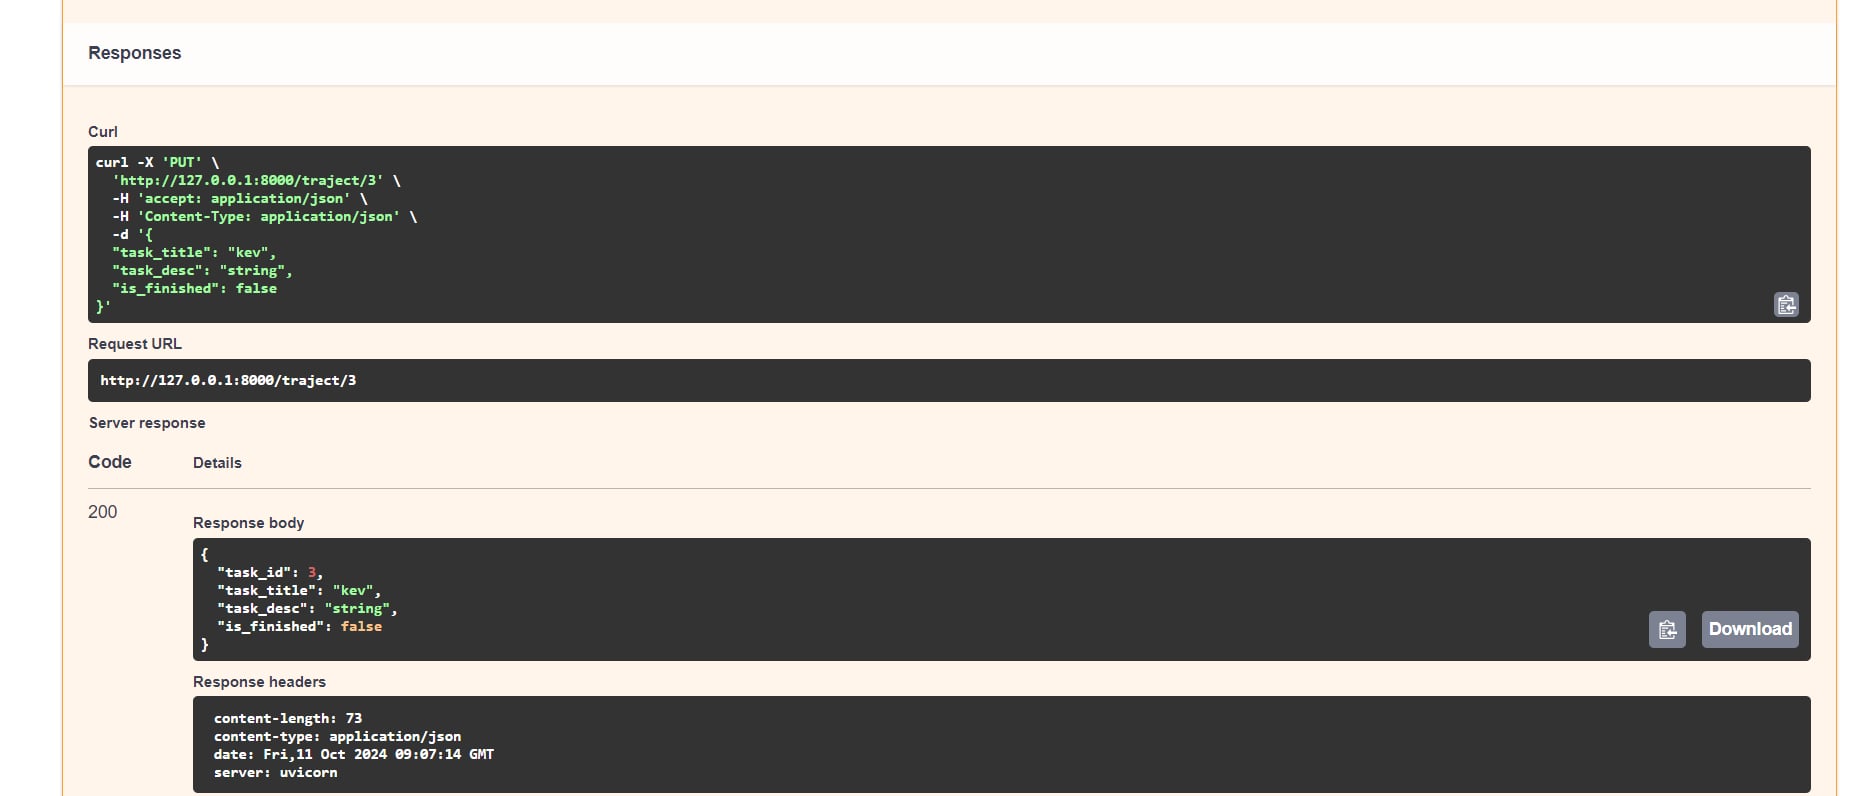 Responses
Curl
curl -X 'PUT' \
  'http://127.0.0.1:8000/traject/3' \
  -H 'accept: application/json' \
  -H 'Content-Type: application/json' \
  -d '{
  "task_title": "kev",
  "task_desc": "string",
  "is_finished": false
}'
Request URL
http://127.0.0.1:8000/traject/3
Server response
Code Details
200
Response body
{
  "task_id": 3,
  "task_title": "kev",
  "task_desc": "string",
  "is_finished": false
}
Download
Response headers
content-length: 73
content-type: application/json
date: Fri,11 Oct 2024 09:07:14 GMT
server: uvicorn